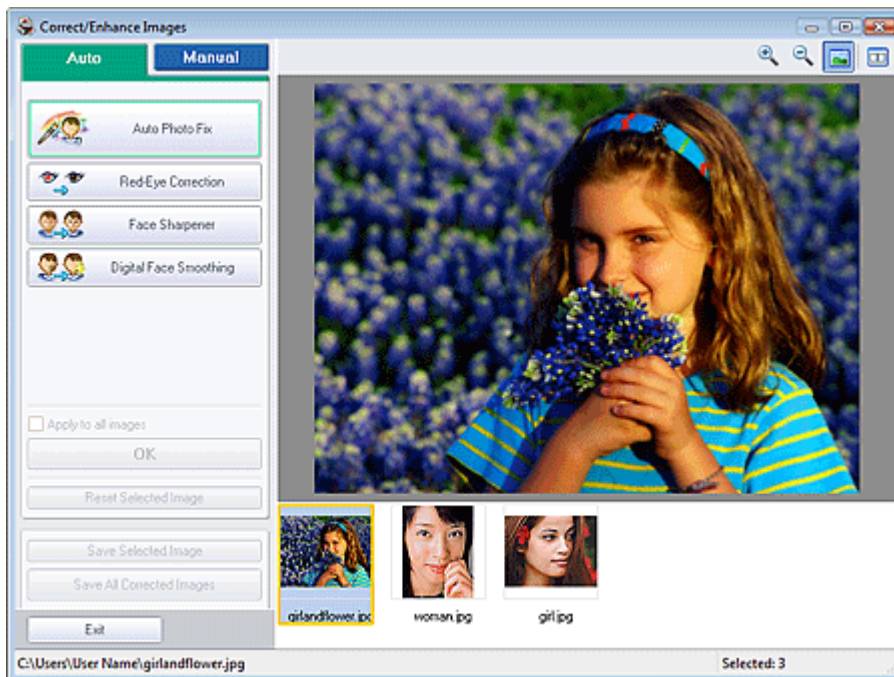 Correct/Enhance Images
Auto
Manual
Auto Photo Fix
Red-Eye Correction
Face Sharpener
Digital Face Smoothing
Apply to all images
OK
Reset Selected Image
Save Selected Image
Save All Corrected Images
Exit
girlandflower.jpg
woman.jpg
girl.jpg
C:\Users\User Name\girlandflower.jpg
Selected: 3